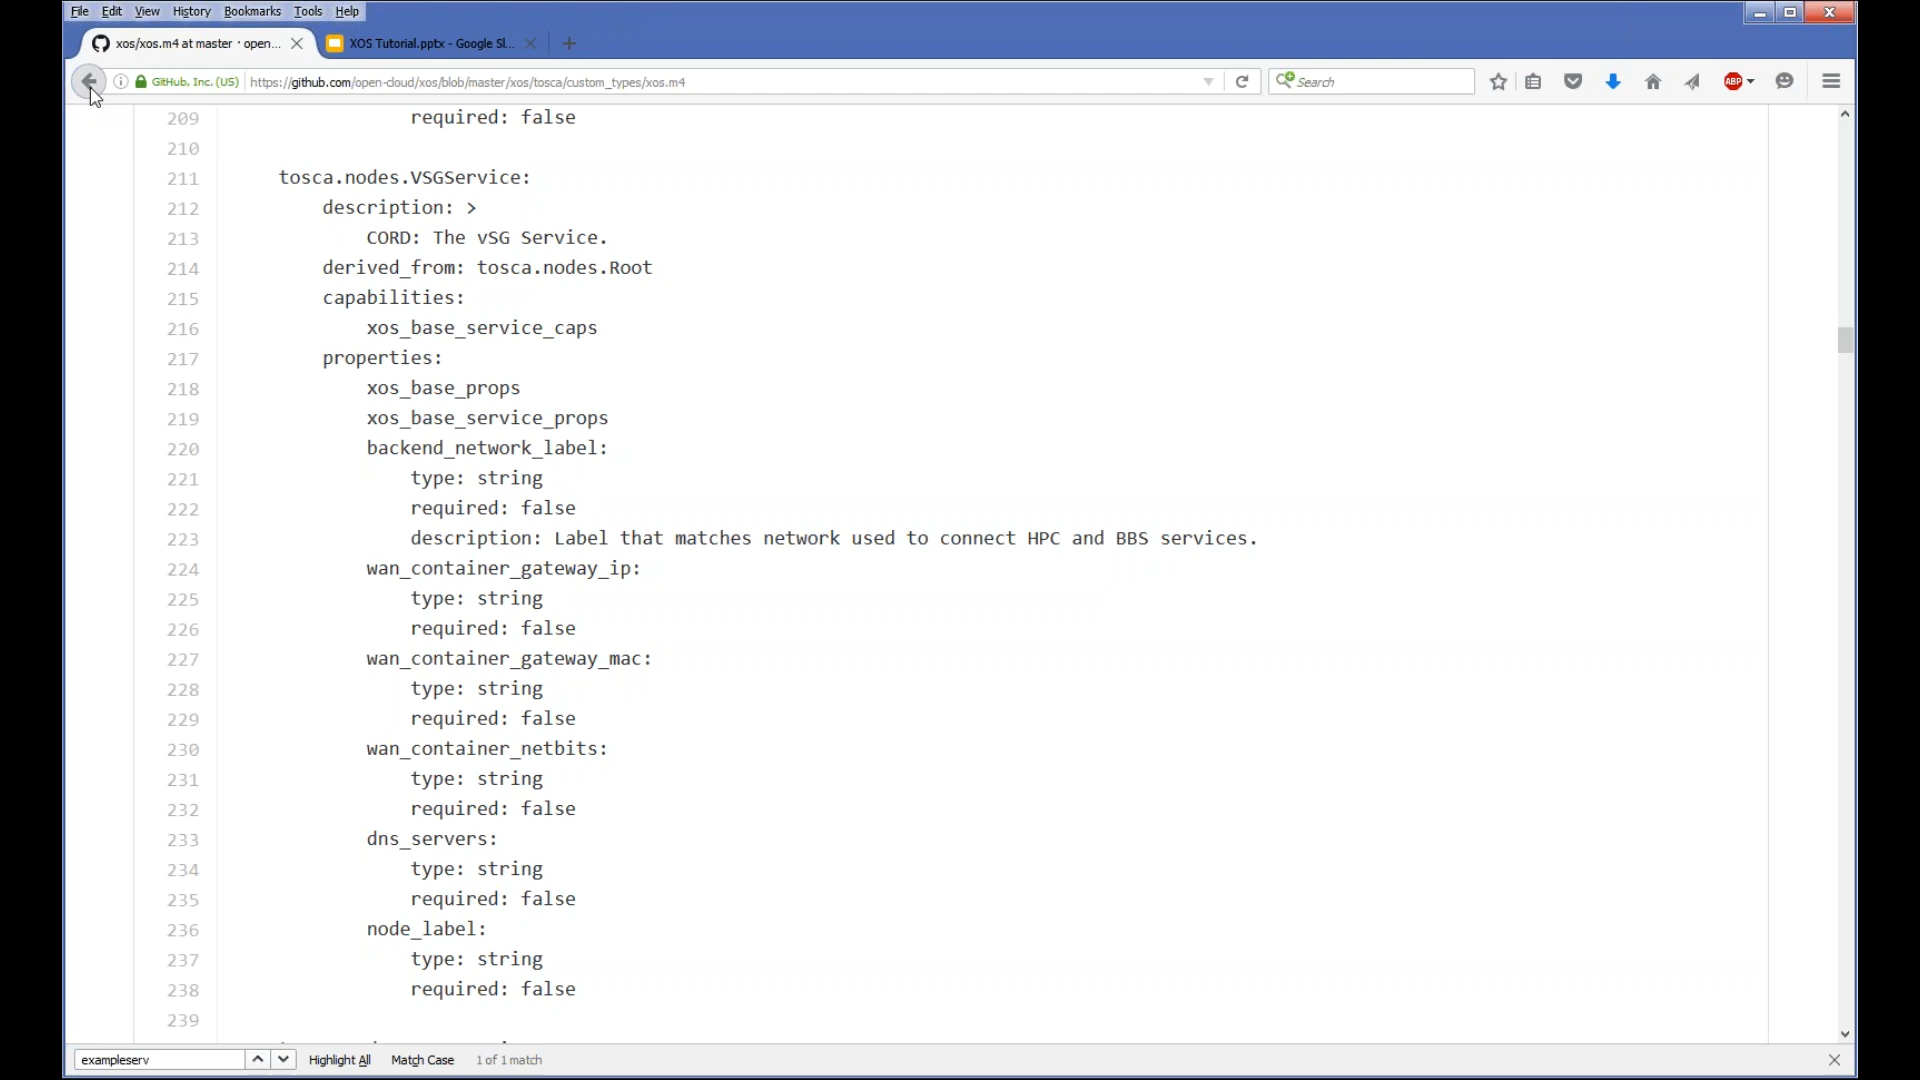 File Edit View History Bookmarks Tools Help
xos/xos.m4 at master · open... XOS Tutorial.pptx - Google Sl...
GitHub, Inc. (US) https://github.com/open-cloud/xos/blob/master/xos/tosca/custom_types/xos.m4 Search ABP
209 required: false
210
211 tosca.nodes.VSGService:
212 description: >
213 CORD: The vSG Service.
214 derived_from: tosca.nodes.Root
215 capabilities:
216 xos_base_service_caps
217 properties:
218 xos_base_props
219 xos_base_service_props
220 backend_network_label:
221 type: string
222 required: false
223 description: Label that matches network used to connect HPC and BBS services.
224 wan_container_gateway_ip:
225 type: string
226 required: false
227 wan_container_gateway_mac:
228 type: string
229 required: false
230 wan_container_netbits:
231 type: string
232 required: false
233 dns_servers:
234 type: string
235 required: false
236 node_label:
237 type: string
238 required: false
239
exampleserv Highlight All Match Case 1 of 1 match